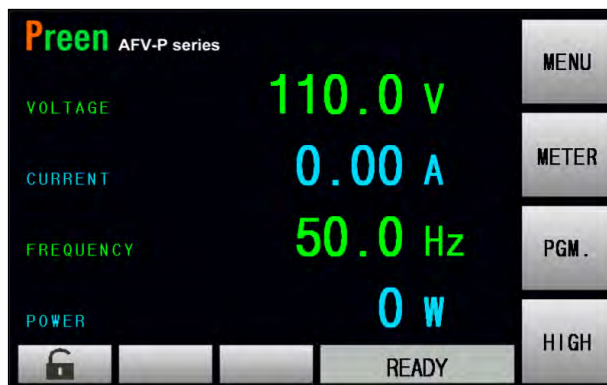 Preen AFV-P series
MENU
VOLTAGE 110.0 V
METER
CURRENT 0.00 A
FREQUENCY 50.0 Hz
PGM.
POWER 0 W
HIGH
READY